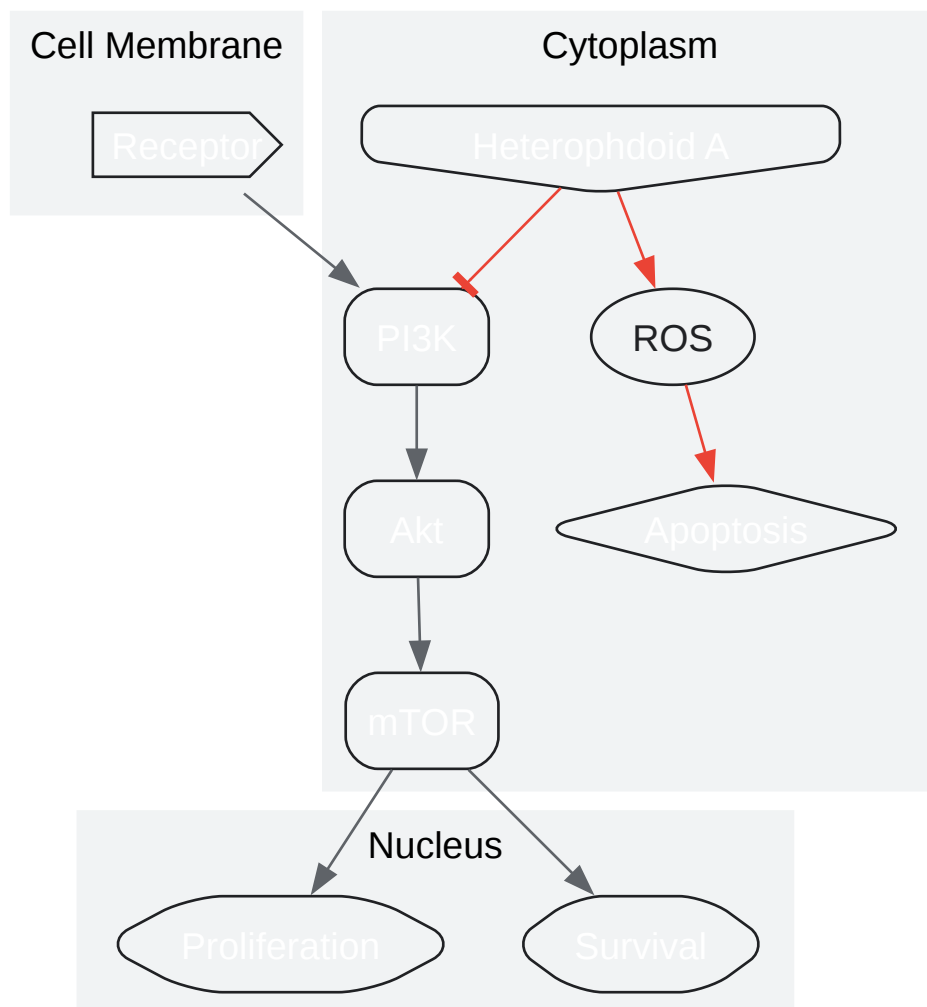 Cell Membrane
Cytoplasm
Receptor
Heterophdoid A
PI3K
ROS
Akt
Apoptosis
mTOR
Nucleus
Proliferation
Survival